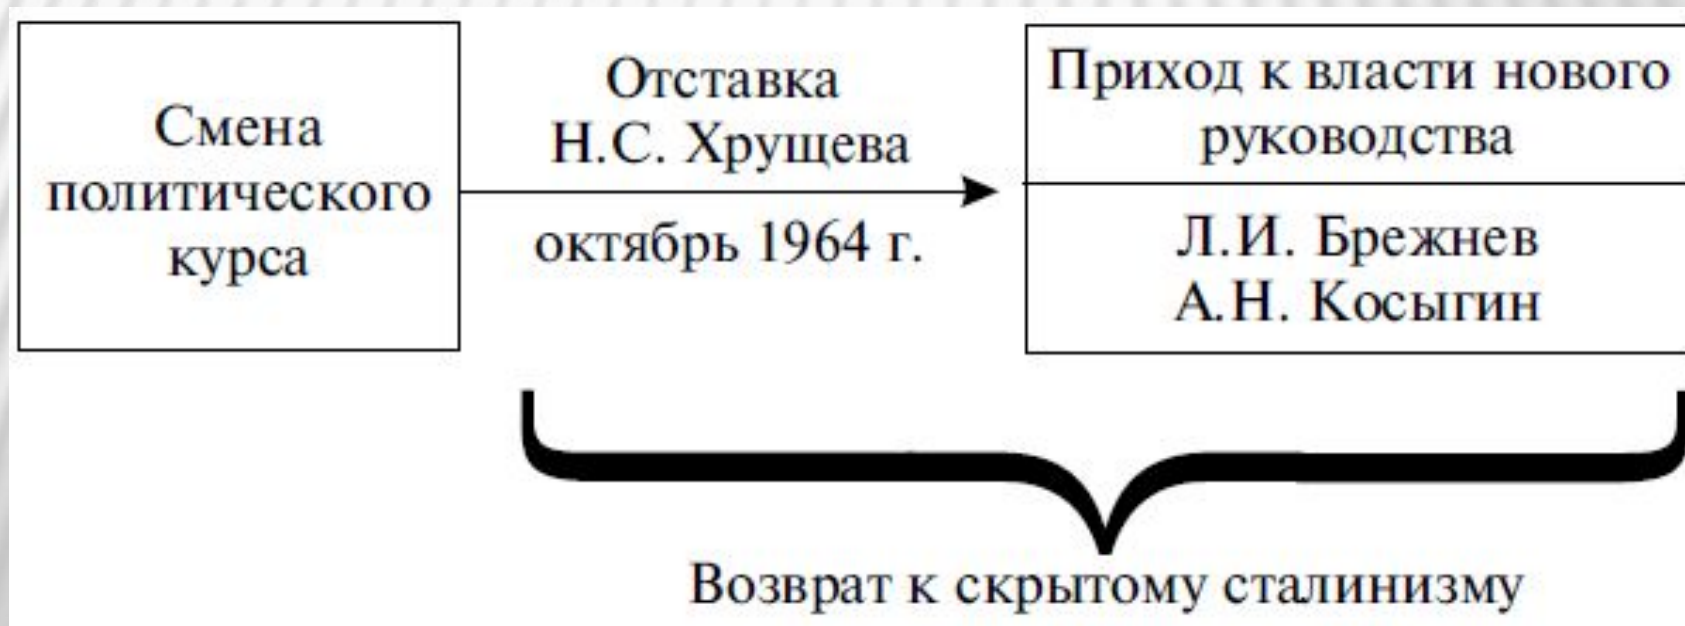 Смена
политического
курса
Отставка
Н.С. Хрущева
октябрь 1964 г.
Приход к власти нового
руководства
Л.И. Брежнев
А.Н. Косыгин
Возврат к скрытому сталинизму